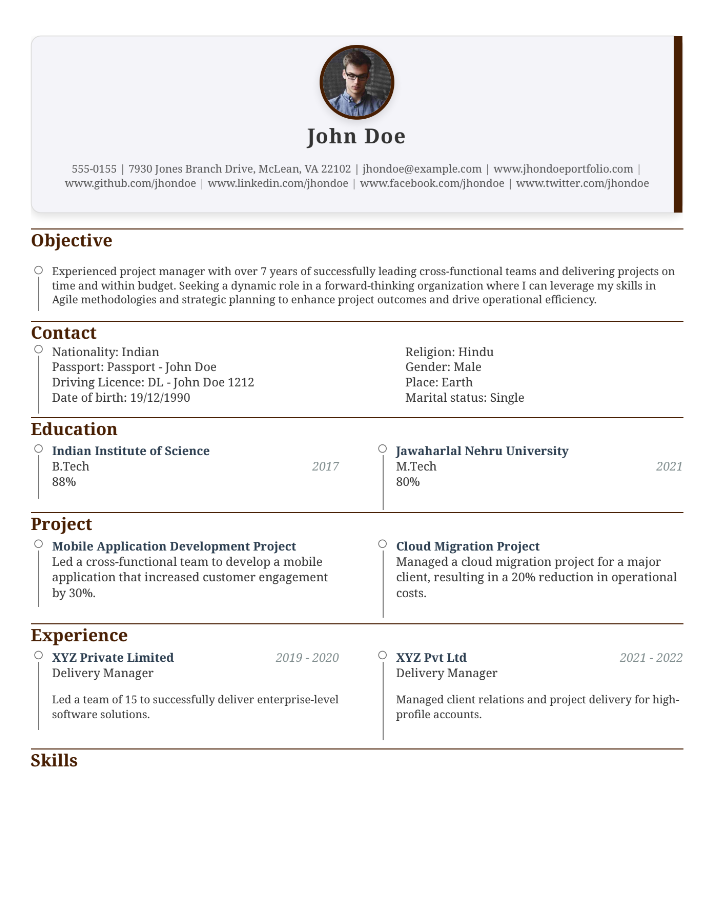 John Doe
555-0155 | 7930 Jones Branch Drive, McLean, VA 22102 | jhondoe@example.com | www.jhondoeportfolio.com |
www.github.com/jhondoe | www.linkedin.com/jhondoe | www.facebook.com/jhondoe | www.twitter.com/jhondoe
Objective
Experienced project manager with over 7 years of successfully leading cross-functional teams and delivering projects on
time and within budget. Seeking a dynamic role in a forward-thinking organization where I can leverage my skills in
Agile methodologies and strategic planning to enhance project outcomes and drive operational efficiency.
Contact
Nationality: Indian
Passport: Passport - John Doe
Driving Licence: DL - John Doe 1212
Date of birth: 19/12/1990
Religion: Hindu
Gender: Male
Place: Earth
Marital status: Single
Education
Indian Institute of Science
B.Tech 2017
88%
Jawaharlal Nehru University
M.Tech 2021
80%
Project
Mobile Application Development Project
Led a cross-functional team to develop a mobile
application that increased customer engagement
by 30%.
Cloud Migration Project
Managed a cloud migration project for a major
client, resulting in a 20% reduction in operational
costs.
Experience
XYZ Private Limited 2019 - 2020
Delivery Manager
Led a team of 15 to successfully deliver enterprise-level
software solutions.
XYZ Pvt Ltd 2021 - 2022
Delivery Manager
Managed client relations and project delivery for high-
profile accounts.
Skills